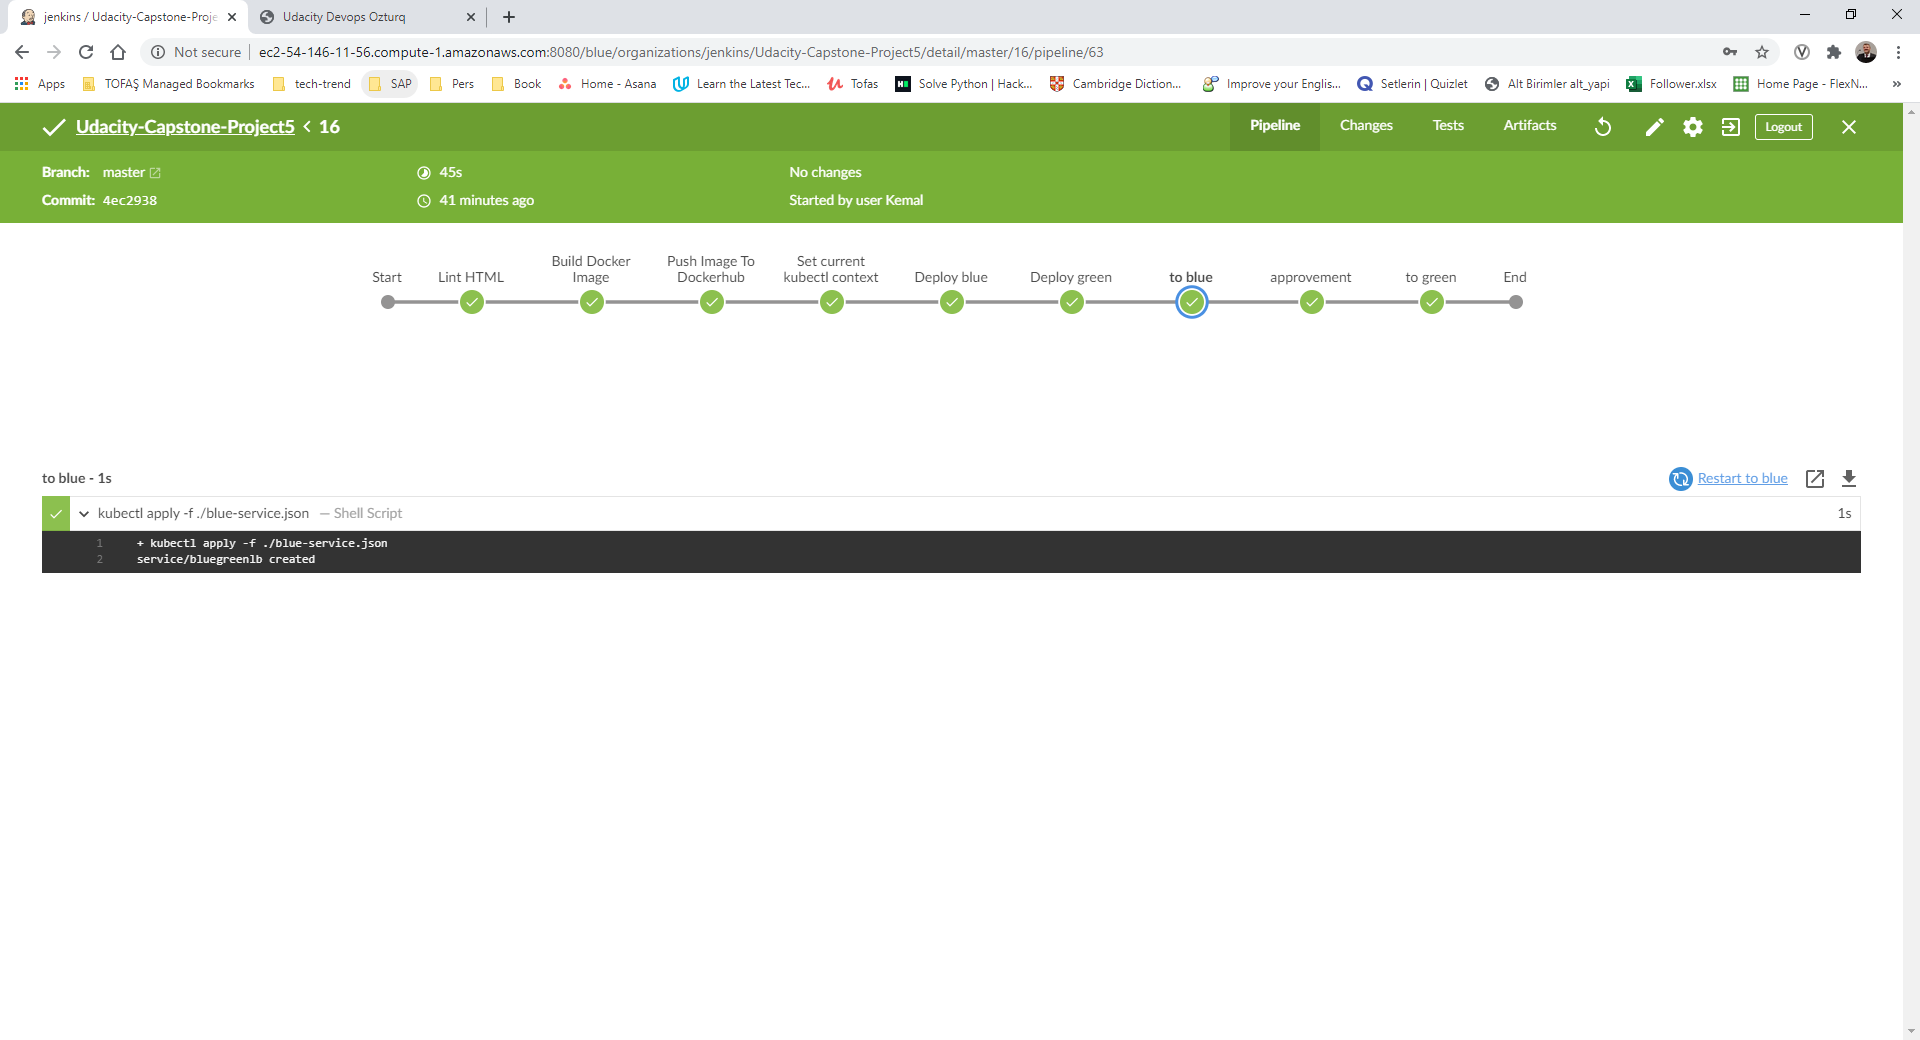 jenkins / Udacity-Capstone-Proje
Udacity Devops Ozturq
Not secure
ec2-54-146-11-56.compute-1.amazonaws.com:8080/blue/organizations/jenkins/Udacity-Capstone-Project5/detail/master/16/pipeline/63
Apps
TOFAŞ Managed Bookmarks
tech-trend
SAP
Pers
Book
Home - Asana
Learn the Latest Tec...
Tofas
Solve Python | Hack...
Cambridge Diction...
Improve your Englis...
Setlerin | Quizlet
Alt Birimler alt_yapi
Follower.xlsx
Home Page - FlexN...
»
Udacity-Capstone-Project5 < 16
Pipeline
Changes
Tests
Artifacts
Logout
Branch: master
45s
No changes
Commit: 4ec2938
41 minutes ago
Started by user Kemal
Start
Lint HTML
Build Docker
Image
Push Image To
Dockerhub
Set current
kubectl context
Deploy blue
Deploy green
to blue
approvement
to green
End
to blue - 1s
Restart to blue
kubectl apply -f ./blue-service.json — Shell Script
1s
1 + kubectl apply -f ./blue-service.json
2 service/bluegreenlb created